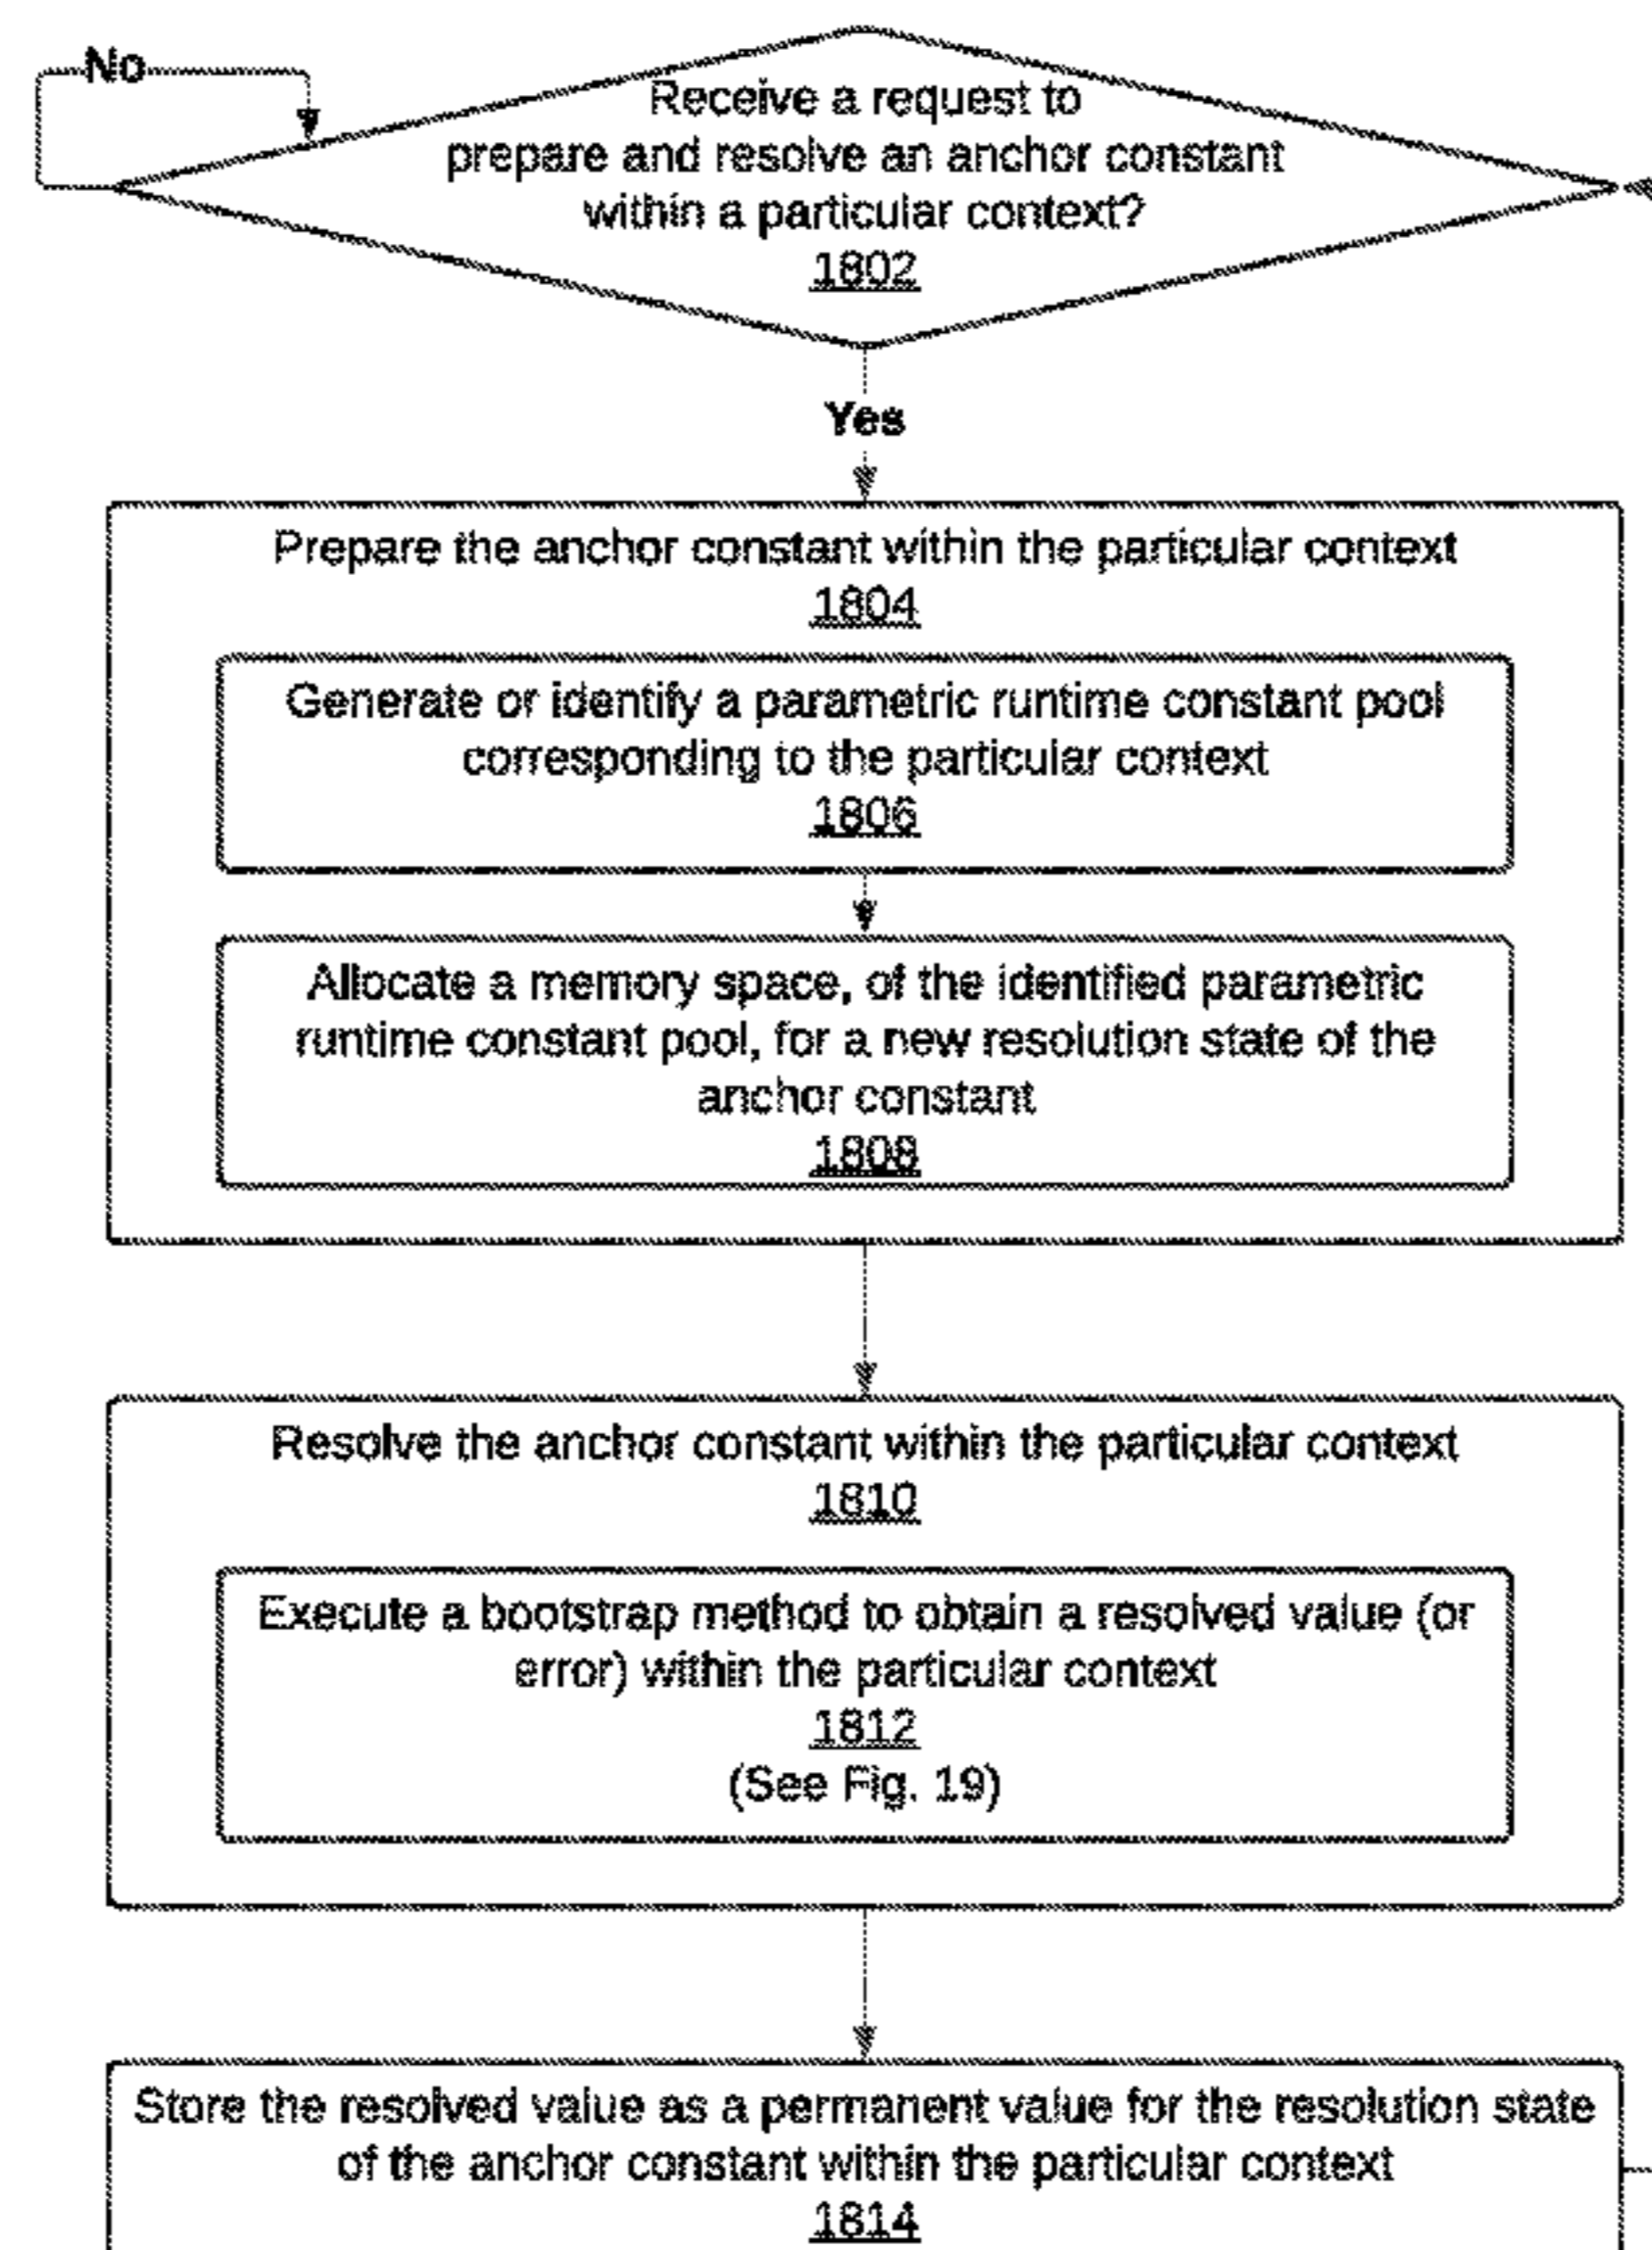 No
Receive a request to
prepare and resolve an anchor constant
within a particular context?
1802
Yes
Prepare the anchor constant within the particular context
1804
Generate or identify a parametric runtime constant pool
corresponding to the particular context
1806
Allocate a memory space, of the identified parametric
runtime constant pool, for a new resolution state of the
anchor constant
1808
Resolve the anchor constant within the particular context
1810
Execute a bootstrap method to obtain a resolved value (or
error) within the particular context
1812
(See Fig. 19)
Store the resolved value as a permanent value for the resolution state
of the anchor constant within the particular context
1814